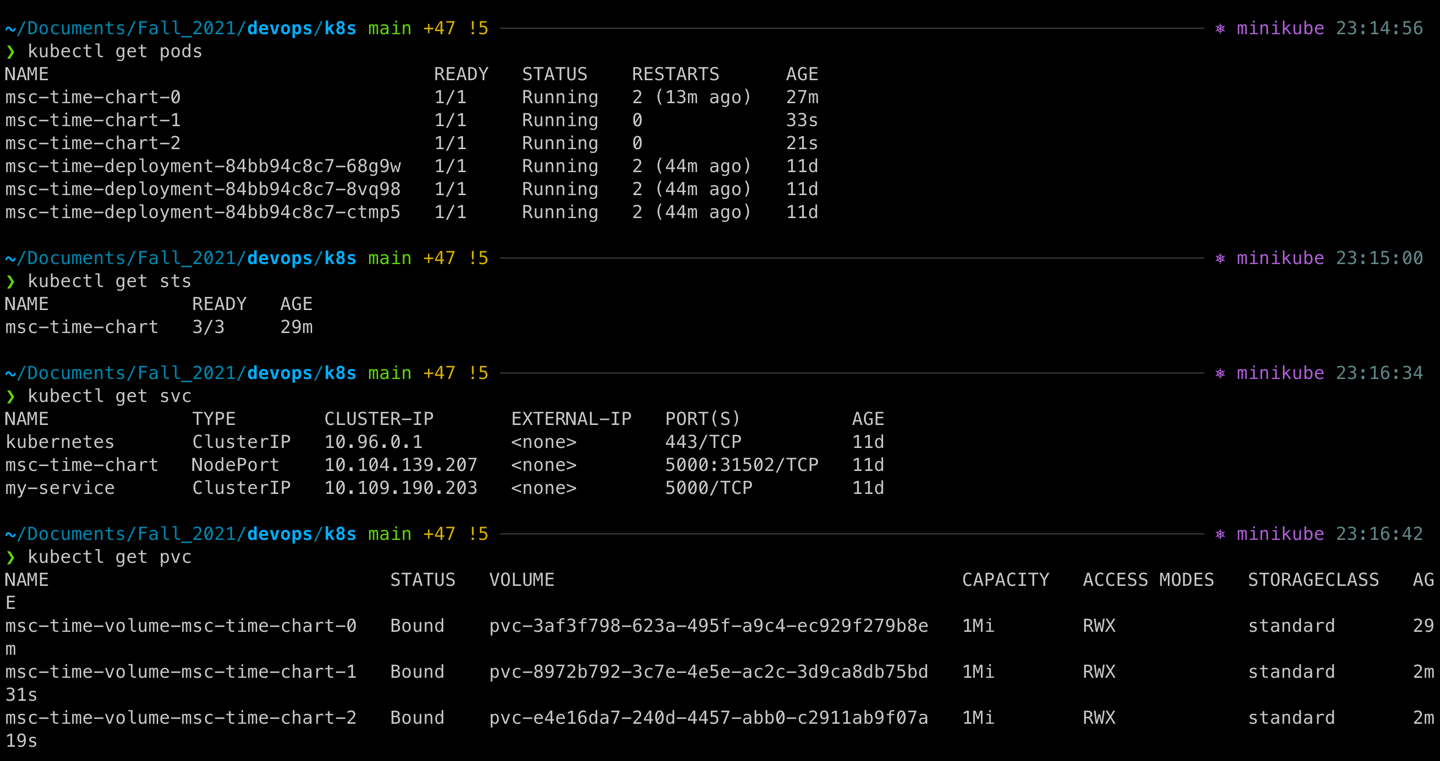 ~/Documents/Fall_2021/devops/k8s main +47 !5 ⎈ minikube 23:14:56
❯ kubectl get pods
NAME READY STATUS RESTARTS AGE
msc-time-chart-0 1/1 Running 2 (13m ago) 27m
msc-time-chart-1 1/1 Running 0 33s
msc-time-chart-2 1/1 Running 0 21s
msc-time-deployment-84bb94c8c7-68g9w 1/1 Running 2 (44m ago) 11d
msc-time-deployment-84bb94c8c7-8vq98 1/1 Running 2 (44m ago) 11d
msc-time-deployment-84bb94c8c7-ctmp5 1/1 Running 2 (44m ago) 11d
~/Documents/Fall_2021/devops/k8s main +47 !5 ⎈ minikube 23:15:00
❯ kubectl get sts
NAME READY AGE
msc-time-chart 3/3 29m
~/Documents/Fall_2021/devops/k8s main +47 !5 ⎈ minikube 23:16:34
❯ kubectl get svc
NAME TYPE CLUSTER-IP EXTERNAL-IP PORT(S) AGE
kubernetes ClusterIP 10.96.0.1 <none> 443/TCP 11d
msc-time-chart NodePort 10.104.139.207 <none> 5000:31502/TCP 11d
my-service ClusterIP 10.109.190.203 <none> 5000/TCP 11d
~/Documents/Fall_2021/devops/k8s main +47 !5 ⎈ minikube 23:16:42
❯ kubectl get pvc
NAME STATUS VOLUME CAPACITY ACCESS MODES STORAGECLASS AG
E
msc-time-volume-msc-time-chart-0 Bound pvc-3af3f798-623a-495f-a9c4-ec929f279b8e 1Mi RWX standard 29
m
msc-time-volume-msc-time-chart-1 Bound pvc-8972b792-3c7e-4e5e-ac2c-3d9ca8db75bd 1Mi RWX standard 2m
31s
msc-time-volume-msc-time-chart-2 Bound pvc-e4e16da7-240d-4457-abb0-c2911ab9f07a 1Mi RWX standard 2m
19s